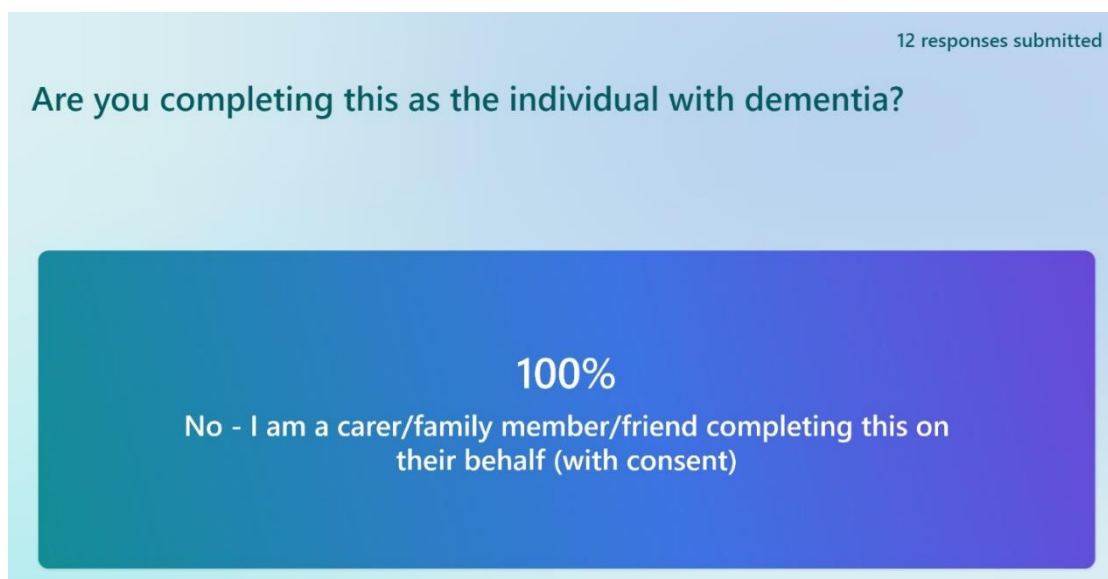 12 responses submitted
Are you completing this as the individual with dementia?
100%
No - I am a carer/family member/friend completing this on
their behalf (with consent)